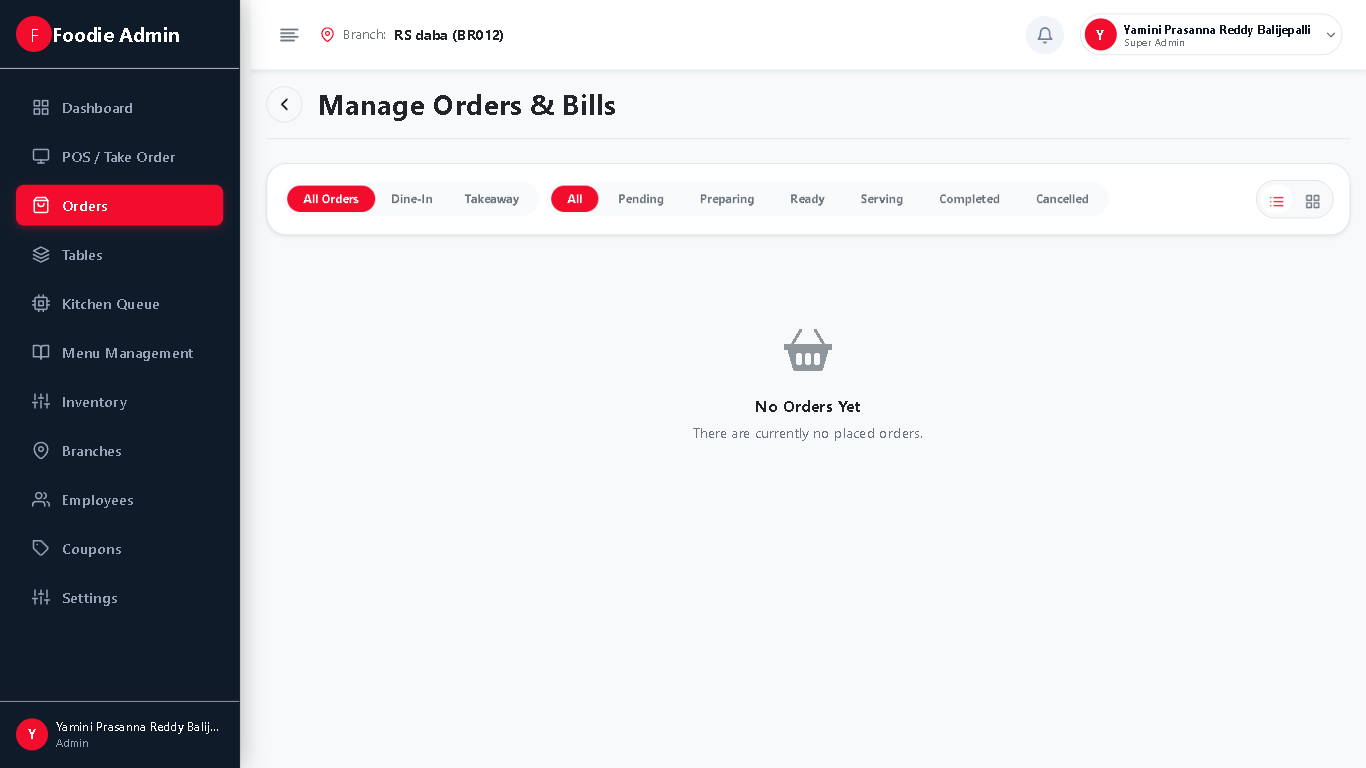 F Foodie Admin
Dashboard
POS / Take Order
Orders
Tables
Kitchen Queue
Menu Management
Inventory
Branches
Employees
Coupons
Settings
Y
Yamini Prasanna Reddy Balij...
Admin
Branch: RS daba (BR012)
Y
Yamini Prasanna Reddy Balijepalli
Super Admin
Manage Orders & Bills
All Orders Dine-In Takeaway All Pending Preparing Ready Serving Completed Cancelled
No Orders Yet
There are currently no placed orders.